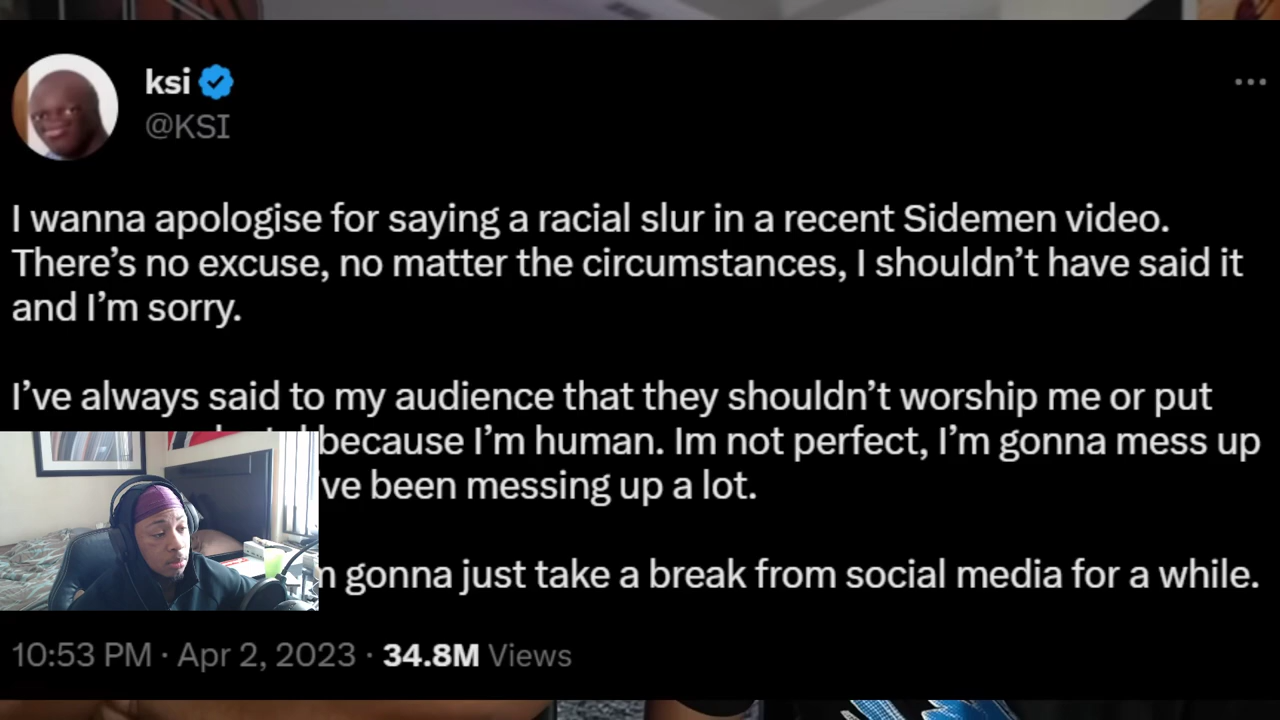 ksi
@KSI
I wanna apologise for saying a racial slur in a recent Sidemen video.
There's no excuse, no matter the circumstances, I shouldn't have said it
and I'm sorry.
I've always said to my audience that they shouldn't worship me or put
because I'm human. Im not perfect, I'm gonna mess up
ve been messing up a lot.
gonna just take a break from social media for a while.
10:53 PM · Apr 2, 2023 · 34.8M Views